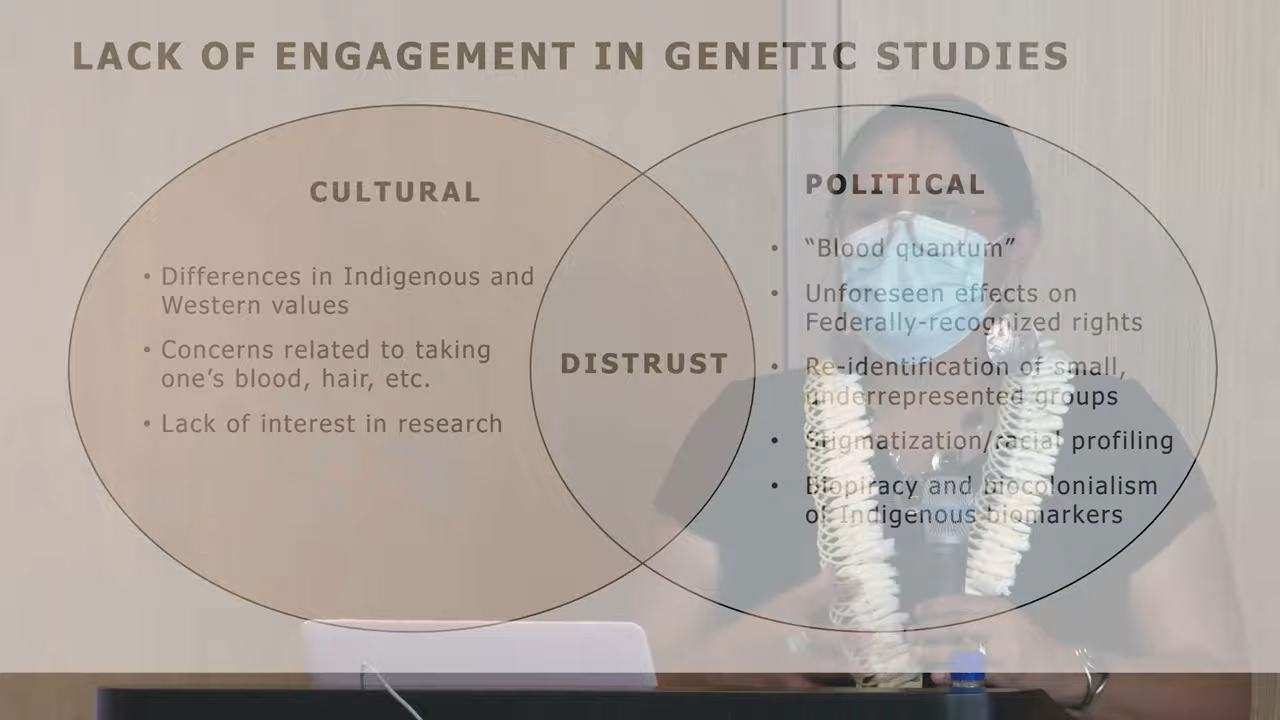 LACK OF ENGAGEMENT IN GENETIC STUDIES
CULTURAL
• Differences in Indigenous and
Western values
• Concerns related to taking
one's blood, hair, etc.
• Lack of interest in research
DISTRUST
POLITICAL
• “Blood quantum”
• Unforeseen effects on
Federally-recognized rights
• Re-identification of small,
underrepresented groups
• Stigmatization/racial profiling
• Biopiracy and biocolonialism
of Indigenous biomarkers